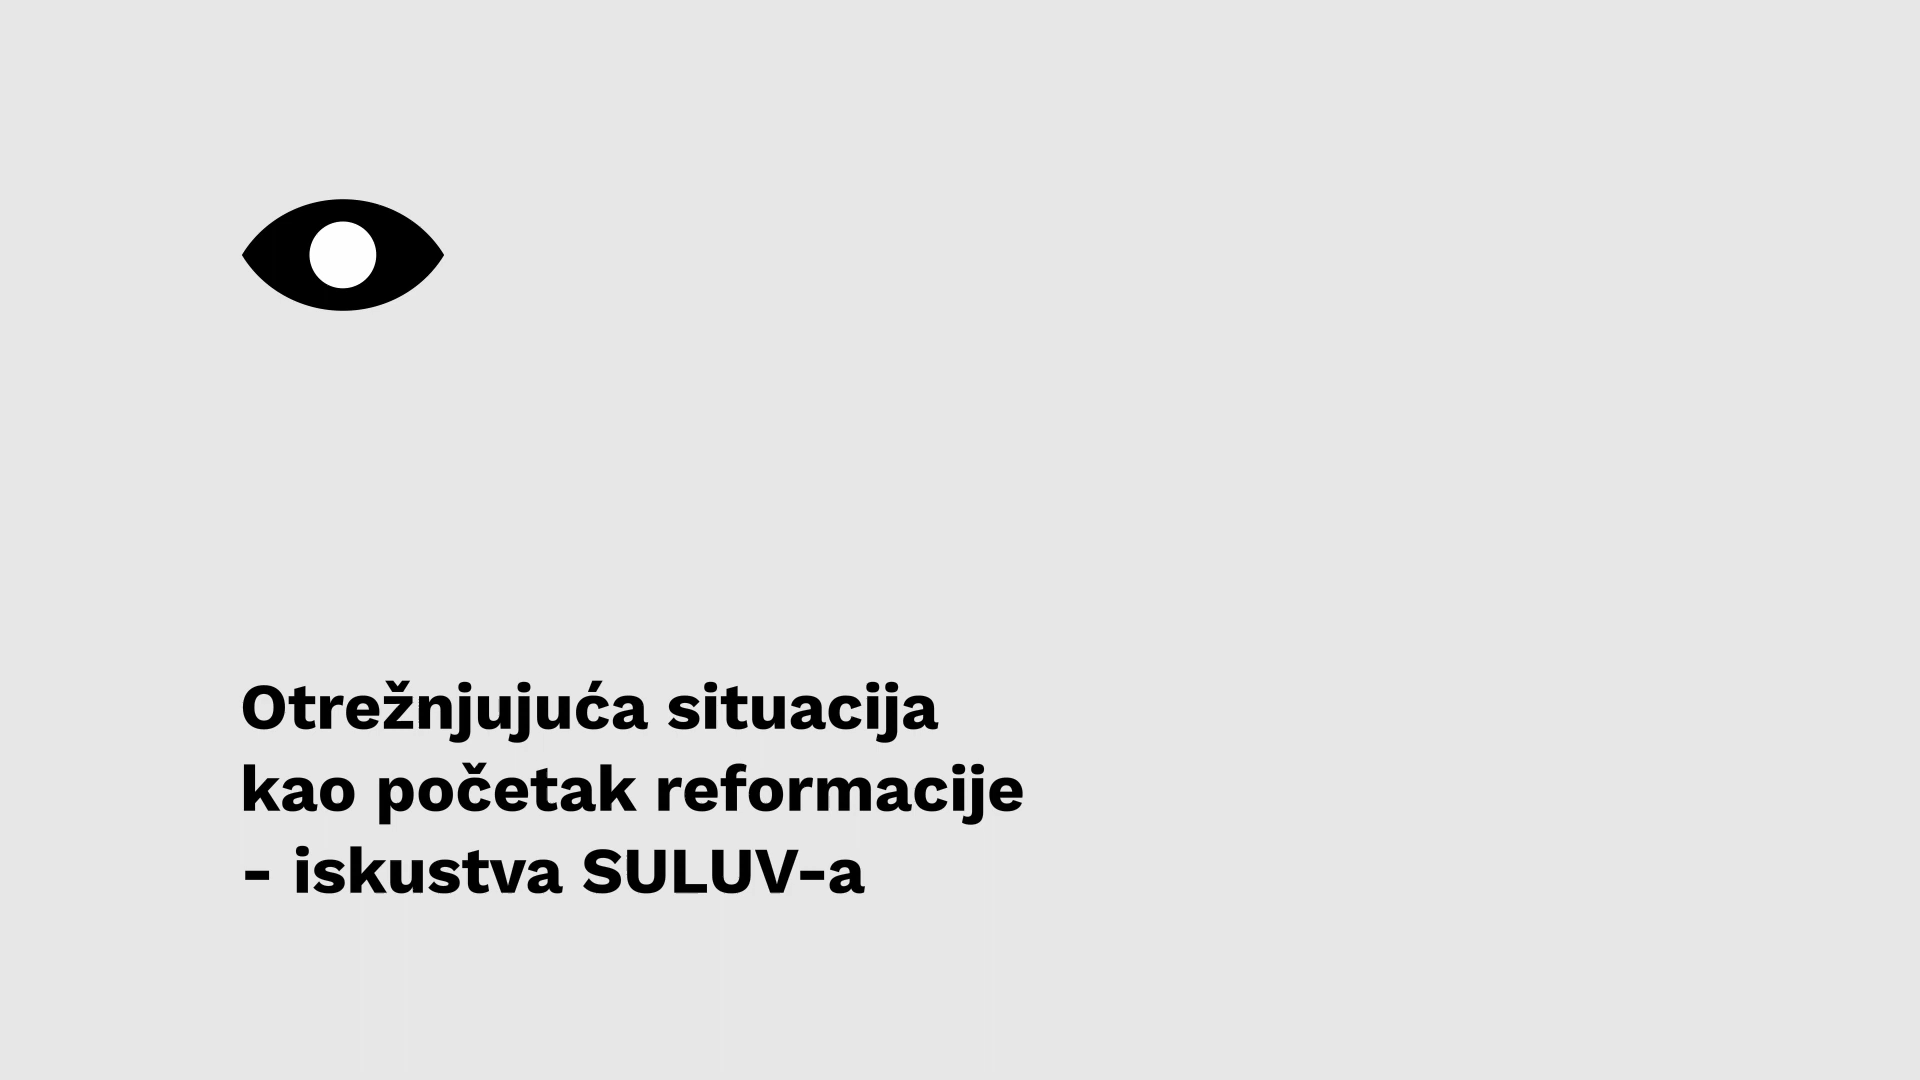 Otrežnjujuća situacija
kao početak reformacije
- iskustva SULUV-a